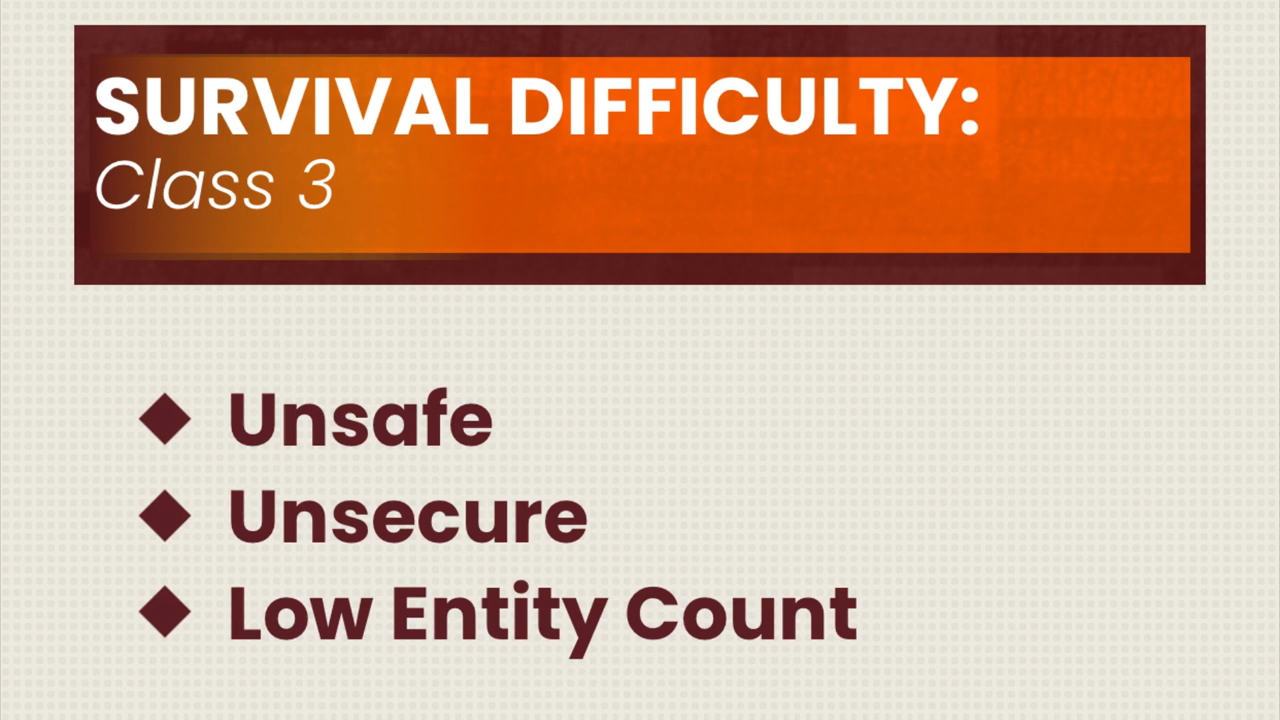 SURVIVAL DIFFICULTY:
Class 3
Unsafe
Unsecure
Low Entity Count